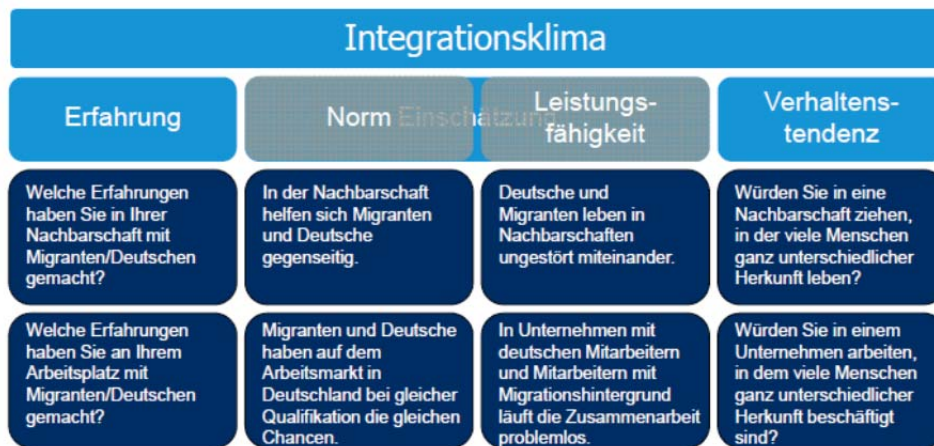 Integrationsklima
Erfahrung
Norm Einschätzung
Leistungs-
fähigkeit
Verhaltens-
tendenz
Welche Erfahrungen
haben Sie in Ihrer
Nachbarschaft mit
Migranten/Deutschen
gemacht?
In der Nachbarschaft
helfen sich Migranten
und Deutsche
gegenseitig.
Deutsche und
Migranten leben in
Nachbarschaften
ungestört miteinander.
Würden Sie in eine
Nachbarschaft ziehen,
in der viele Menschen
ganz unterschiedlicher
Herkunft leben?
Welche Erfahrungen
haben Sie an Ihrem
Arbeitsplatz mit
Migranten/Deutschen
gemacht?
Migranten und Deutsche
haben auf dem
Arbeitsmarkt in
Deutschland bei gleicher
Qualifikation die gleichen
Chancen.
In Unternehmen mit
deutschen Mitarbeitern
und Mitarbeitern mit
Migrationshintergrund
läuft die Zusammenarbeit
problemlos.
Würden Sie in einem
Unternehmen arbeiten,
in dem viele Menschen
ganz unterschiedlicher
Herkunft beschäftigt
sind?